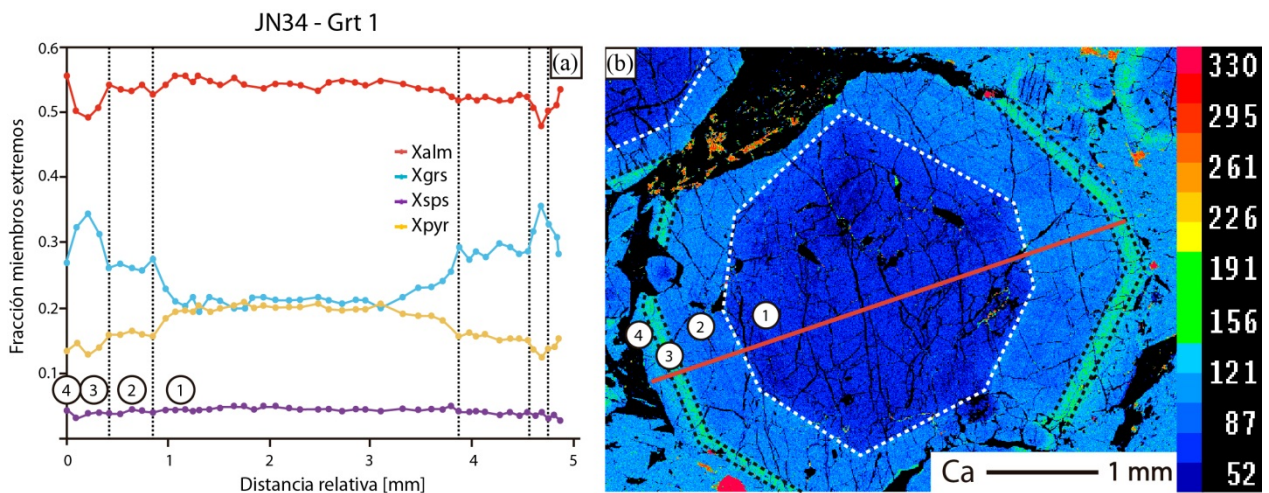 JN34 - Grt 1
(a)
Fracción miembros extremos
0.6
0.5
0.4
0.3
0.2
0.1
Xalm
Xgrs
Xsps
Xpyr
4 3 2 1
0 1 2 3 4 5
Distancia relativa [mm]
(b)
1
2
3
4
Ca 1 mm
330
295
261
226
191
156
121
87
52